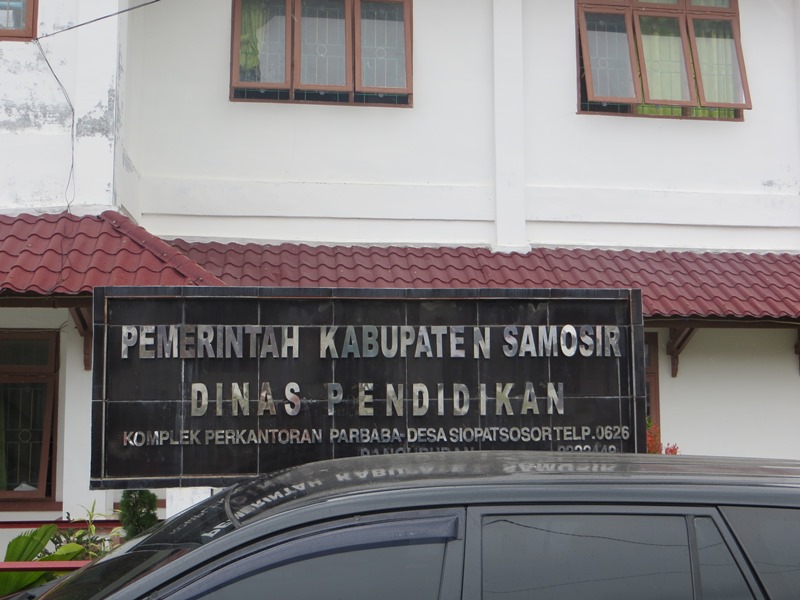 PEMERINTAH KABUPATEN SAMOSIR
DINAS PENDIDIKAN
KOMPLEK PERKANTORAN PARBABA-DESA SIOPATSOSOR TELP.0626